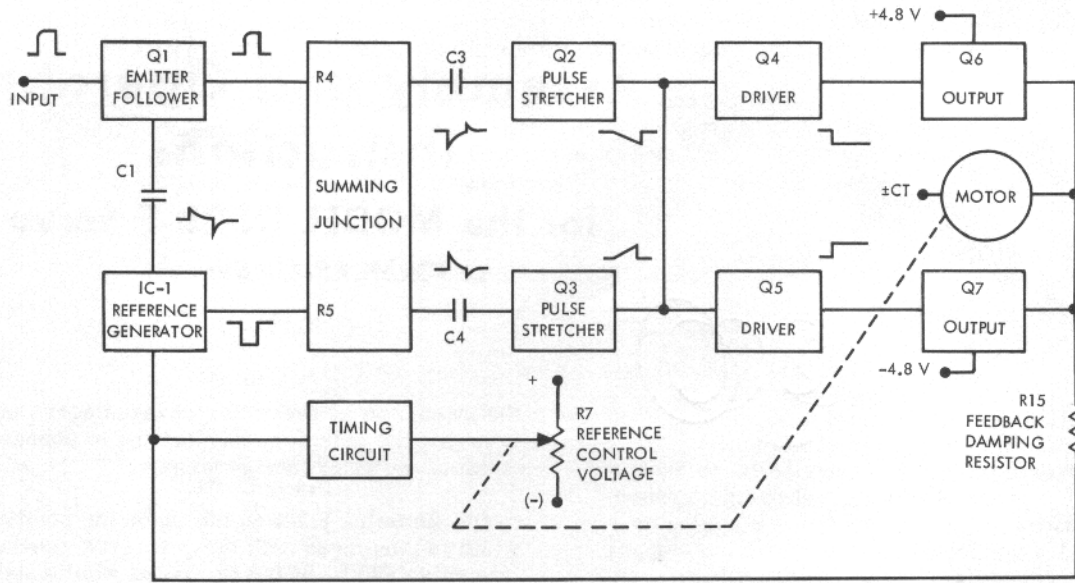 +4.8 V
Q1
EMITTER
FOLLOWER
INPUT
R4
C3
Q2
PULSE
STRETCHER
Q4
DRIVER
Q6
OUTPUT
C1
SUMMING
JUNCTION
±CT
MOTOR
IC-1
REFERENCE
GENERATOR
R5
C4
Q3
PULSE
STRETCHER
Q5
DRIVER
Q7
OUTPUT
-4.8 V
TIMING
CIRCUIT
+
R7
REFERENCE
CONTROL
VOLTAGE
(-)
R15
FEEDBACK
DAMPING
RESISTOR